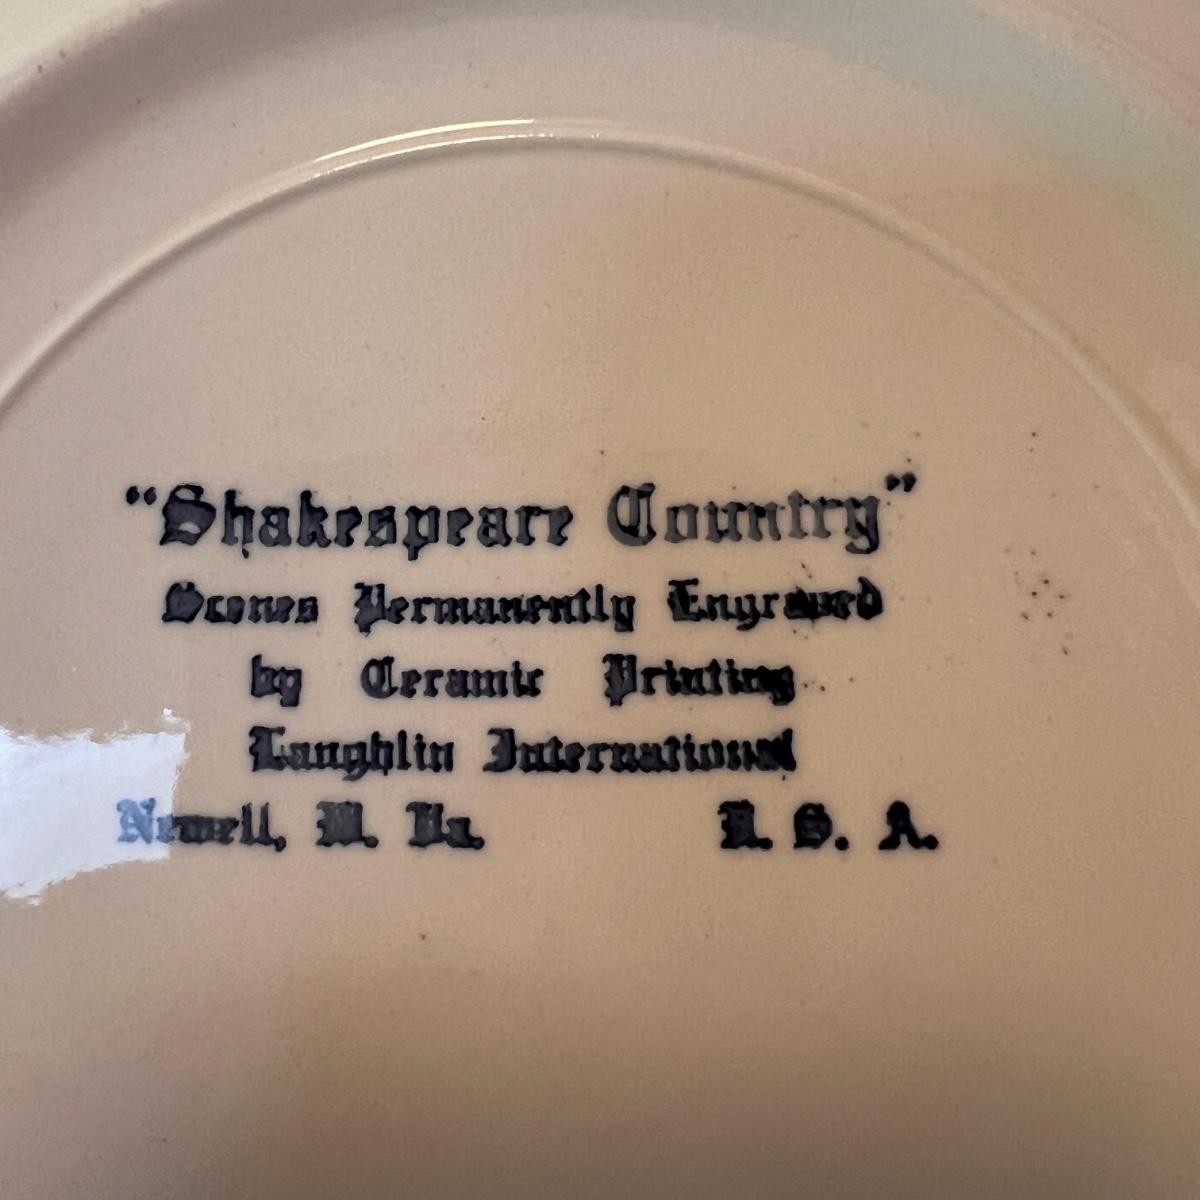 “Shakespeare Country”
Scenes Permanently Engraved
by Ceramic Printing
Laughlin International
Newell, W. Va. U. S. A.